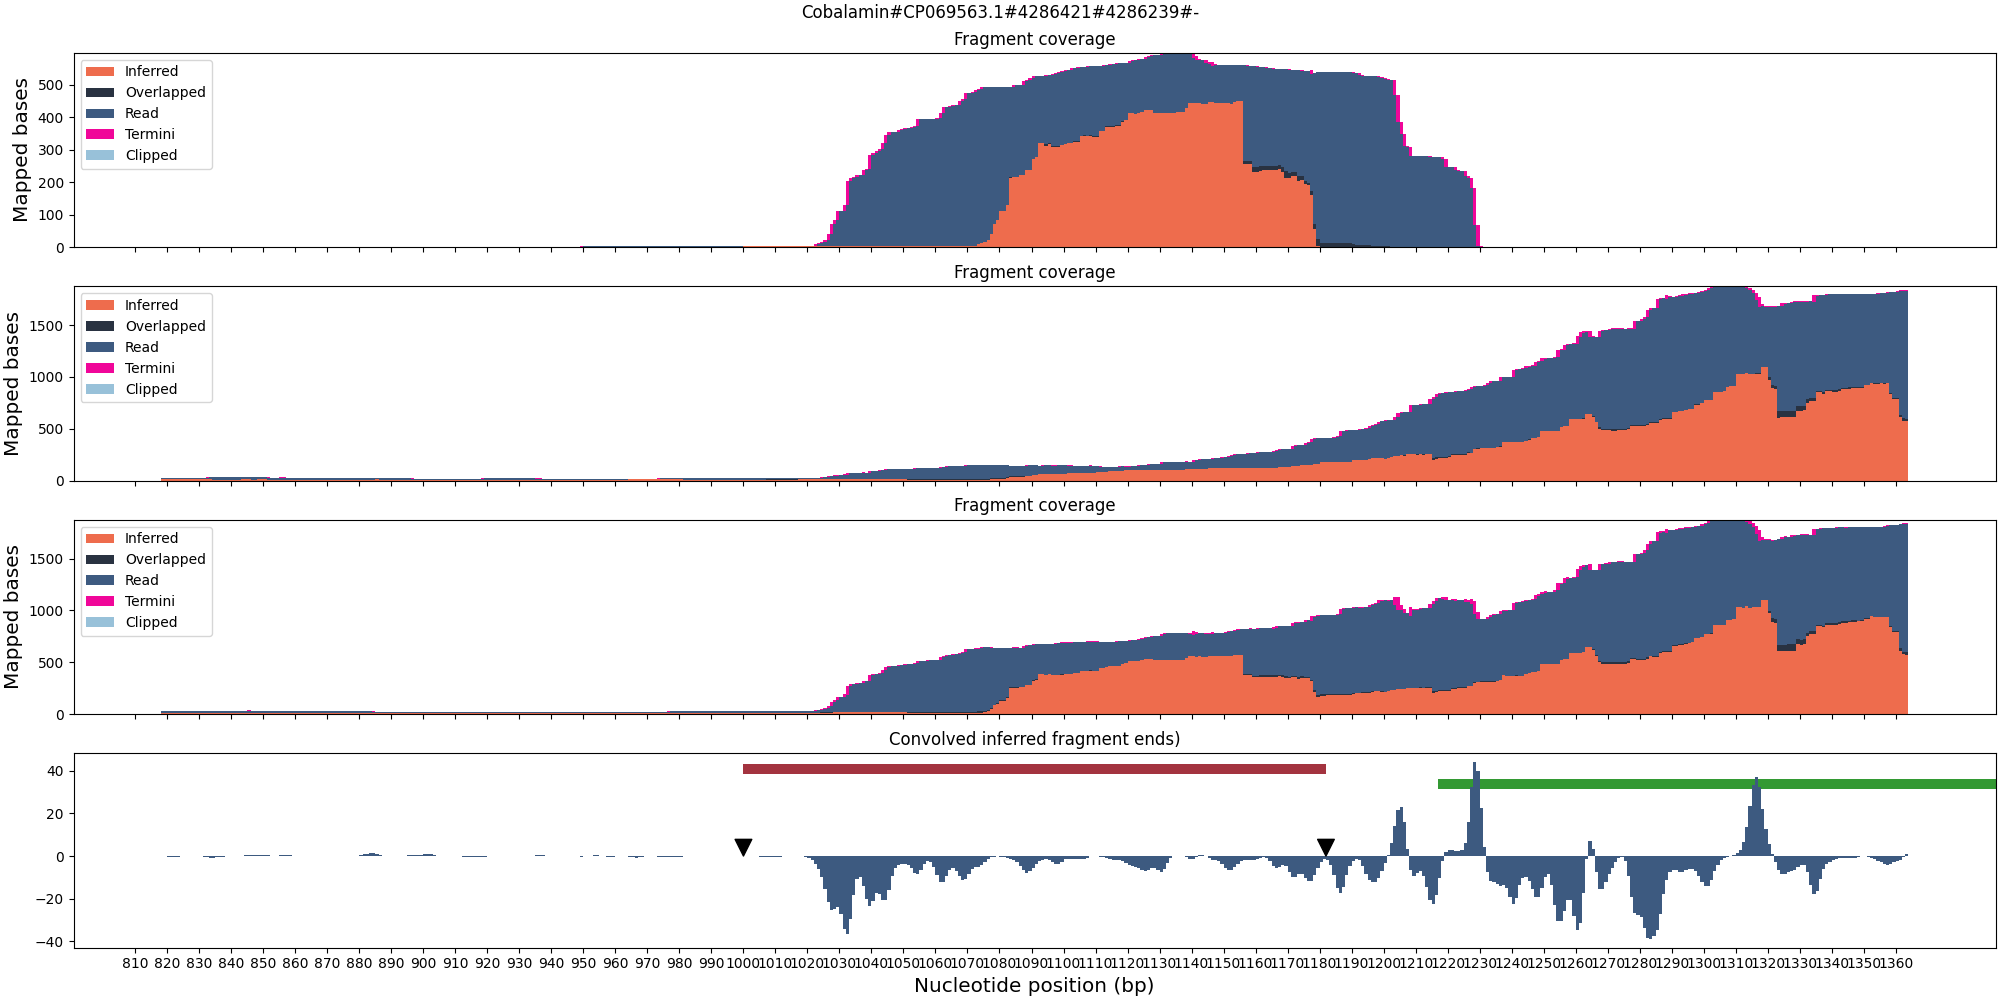 Cobalamin#CP069563.1#4286421#4286239#-
Fragment coverage
Mapped bases
500
400
300
200
100
0
Inferred
Overlapped
Read
Termini
Clipped
Fragment coverage
Mapped bases
1500
1000
500
0
Inferred
Overlapped
Read
Termini
Clipped
Fragment coverage
Mapped bases
1500
1000
500
0
Inferred
Overlapped
Read
Termini
Clipped
Convolved inferred fragment ends)
40
20
0
−20
−40
810 820 830 840 850 860 870 880 890 900 910 920 930 940 950 960 970 980 990 1000 1010 1020 1030 1040 1050 1060 1070 1080 1090 1100 1110 1120 1130 1140 1150 1160 1170 1180 1190 1200 1210 1220 1230 1240 1250 1260 1270 1280 1290 1300 1310 1320 1330 1340 1350 1360
Nucleotide position (bp)